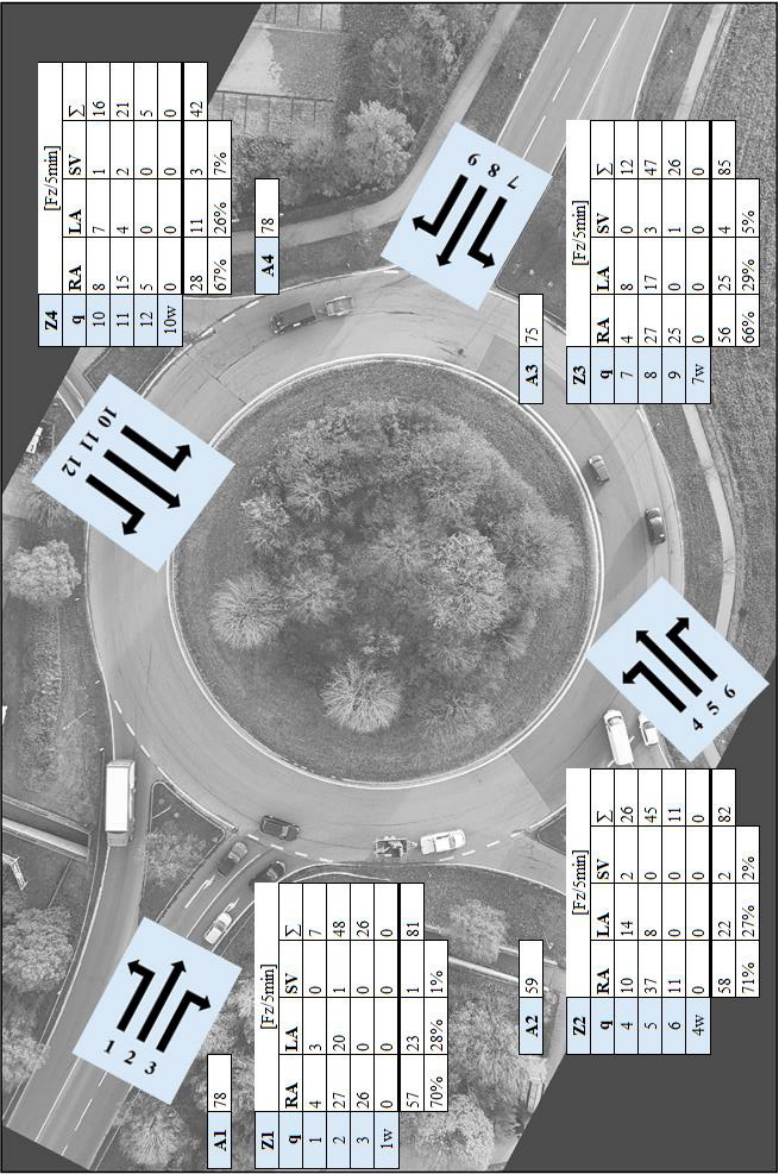 1 2 3
A1 78
Z1 [Fz/5min]
q RA LA SV Σ
1 4 3 0 7
2 27 20 1 48
3 26 0 0 26
1w 0 0
57 23 1 81
70% 28% 1%
10 11 12
Z4 [Fz/5min]
q RA LA SV Σ
10 8 7 1 16
11 15 4 2 21
12 5 0 0 5
10w 0 0 0
28 11 3 42
67% 26% 7%
A4 78
A2 59
Z2 [Fz/5min]
q RA LA SV Σ
4 10 14 2 26
5 37 8 0 45
6 11 0 0 11
4w 0 0
58 22 2 82
71% 27% 2%
4 5 6
7 8 9
A3 75
Z3 [Fz/5min]
q RA LA SV Σ
7 4 8 0 12
8 27 17 3 47
9 25 0 1 26
7w 0 0
56 25 4 85
66% 29% 5%